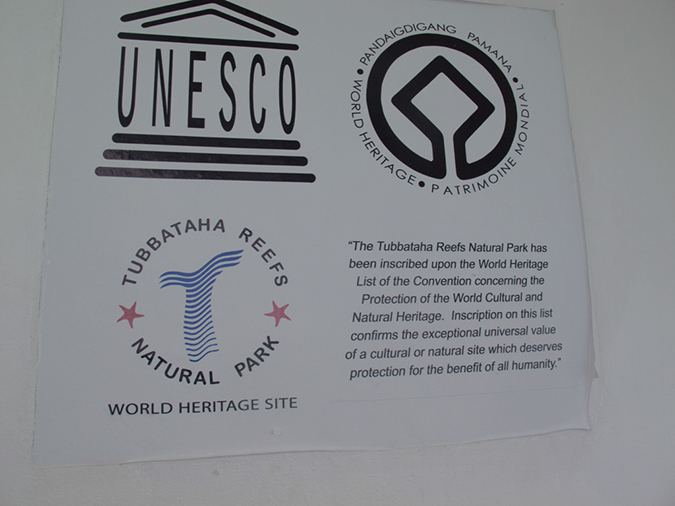 UNESCO
PANDAIGDIGANG PAMANA • WORLD HERITAGE • PATRIMOINE MONDIAL •
TUBBATAHA REEFS
NATURAL PARK
WORLD HERITAGE SITE
“The Tubbataha Reefs Natural Park has
been inscribed upon the World Heritage
List of the Convention concerning the
Protection of the World Cultural and
Natural Heritage. Inscription on this list
confirms the exceptional universal value
of a cultural or natural site which deserves
protection for the benefit of all humanity.”